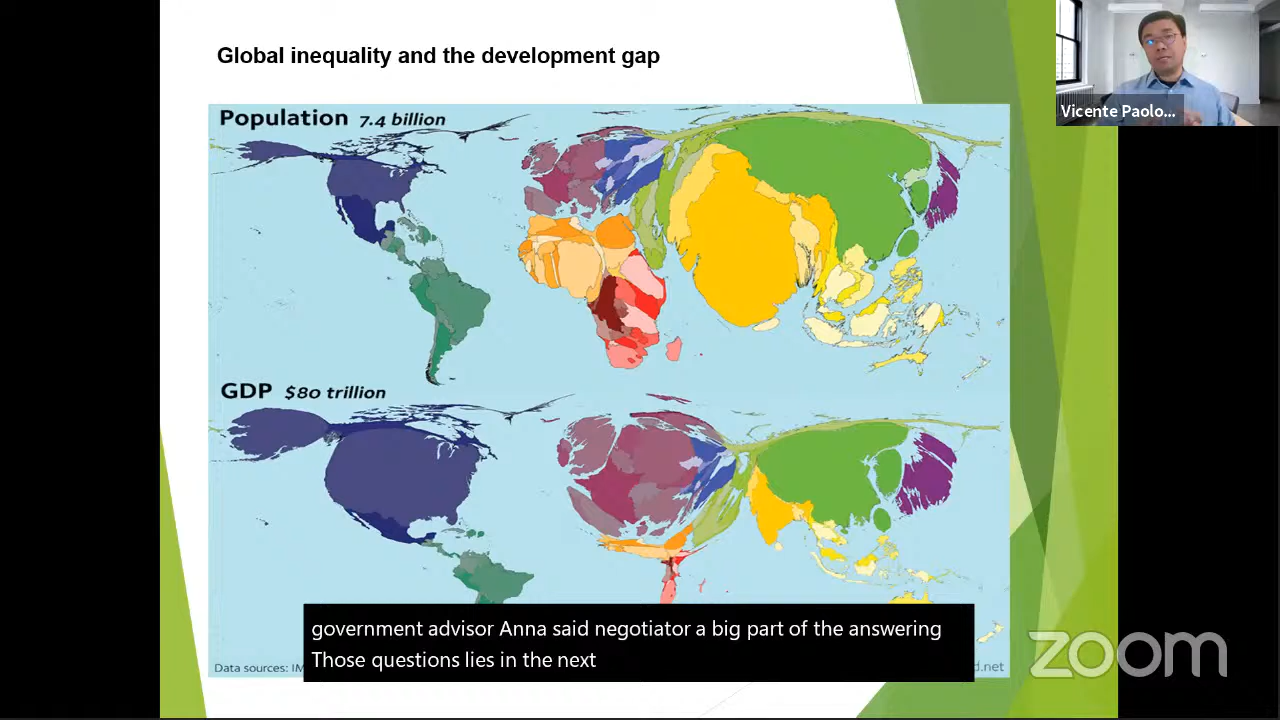 Global inequality and the development gap
Vicente Paolo...
Population 7.4 billion
GDP $80 trillion
government advisor Anna said negotiator a big part of the answering
Those questions lies in the next
Data sources: IM
d.net
zoom